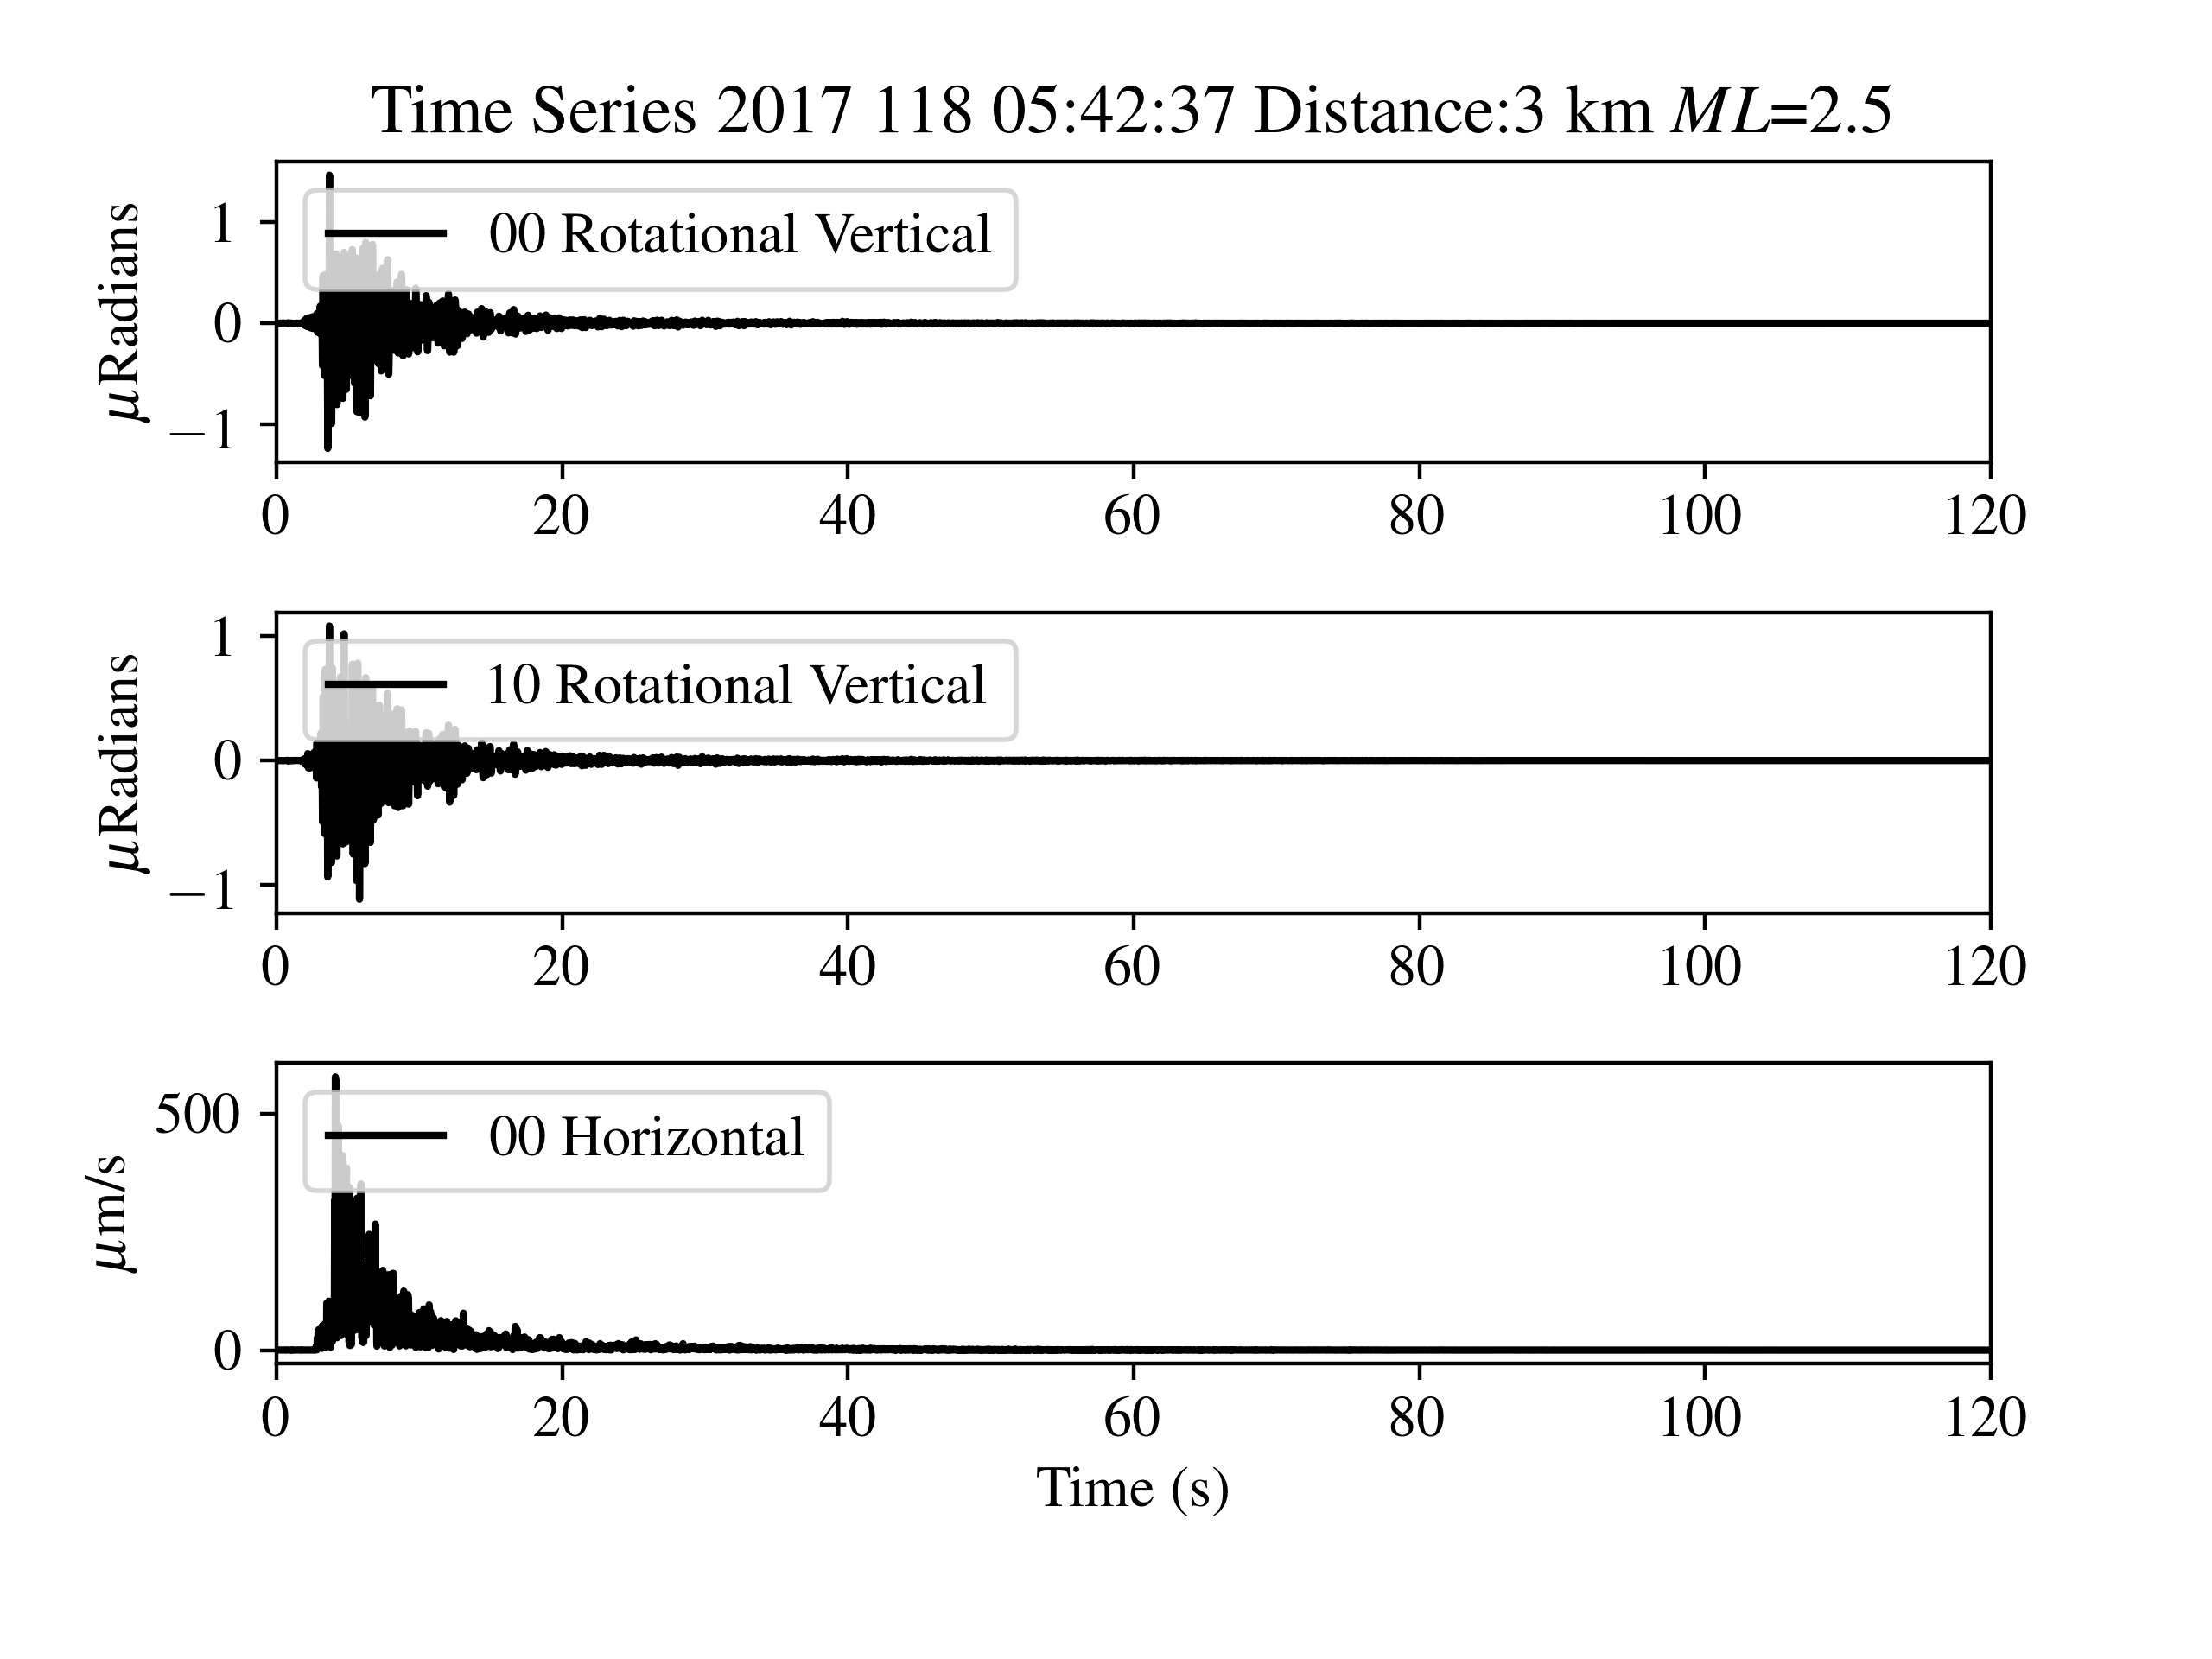 Time Series 2017 118 05:42:37 Distance:3 km ML=2.5
µRadians
1
0
−1
00 Rotational Vertical
0 20 40 60 80 100 120
µRadians
1
0
−1
10 Rotational Vertical
0 20 40 60 80 100 120
µm/s
500
0
00 Horizontal
0 20 40 60 80 100 120
Time (s)